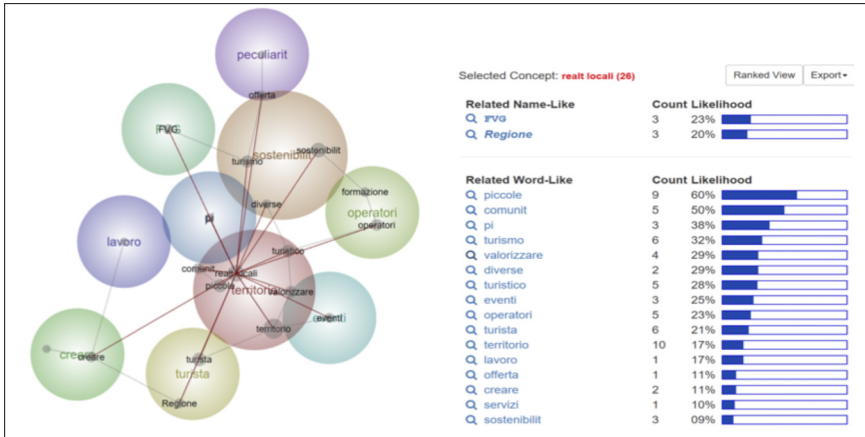 peculiarit
offerta
FVG
sostenibilit
sostenibilit
turismo
formazione
diverse
operatori
operatori
pi
lavoro
turistico
comunit
realt locali
piccole
territorio
valorizzare
eventi
territorio
creare
creare
turista
turista
Regione
Selected Concept: realt locali (26)
Ranked View
Export
Related Name-Like Count Likelihood
FVG 3 23%
Regione 3 20%
Related Word-Like Count Likelihood
piccole 9 60%
comunit 5 50%
pi 3 38%
turismo 6 32%
valorizzare 4 29%
diverse 2 29%
turistico 5 28%
eventi 3 25%
operatori 5 23%
turista 6 21%
territorio 10 17%
lavoro 1 17%
offerta 1 11%
creare 2 11%
servizi 1 10%
sostenibilit 3 09%